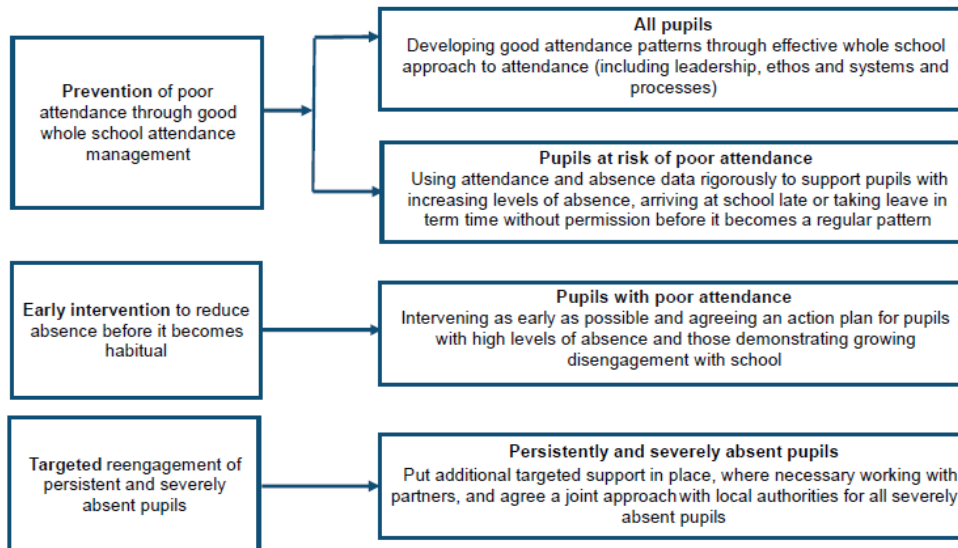 Prevention of poor
attendance through good
whole school attendance
management
All pupils
Developing good attendance patterns through effective whole school
approach to attendance (including leadership, ethos and systems and
processes)
Pupils at risk of poor attendance
Using attendance and absence data rigorously to support pupils with
increasing levels of absence, arriving at school late or taking leave in
term time without permission before it becomes a regular pattern
Early intervention to reduce
absence before it becomes
habitual
Pupils with poor attendance
Intervening as early as possible and agreeing an action plan for pupils
with high levels of absence and those demonstrating growing
disengagement with school
Targeted reengagement of
persistent and severely
absent pupils
Persistently and severely absent pupils
Put additional targeted support in place, where necessary working with
partners, and agree a joint approach with local authorities for all severely
absent pupils